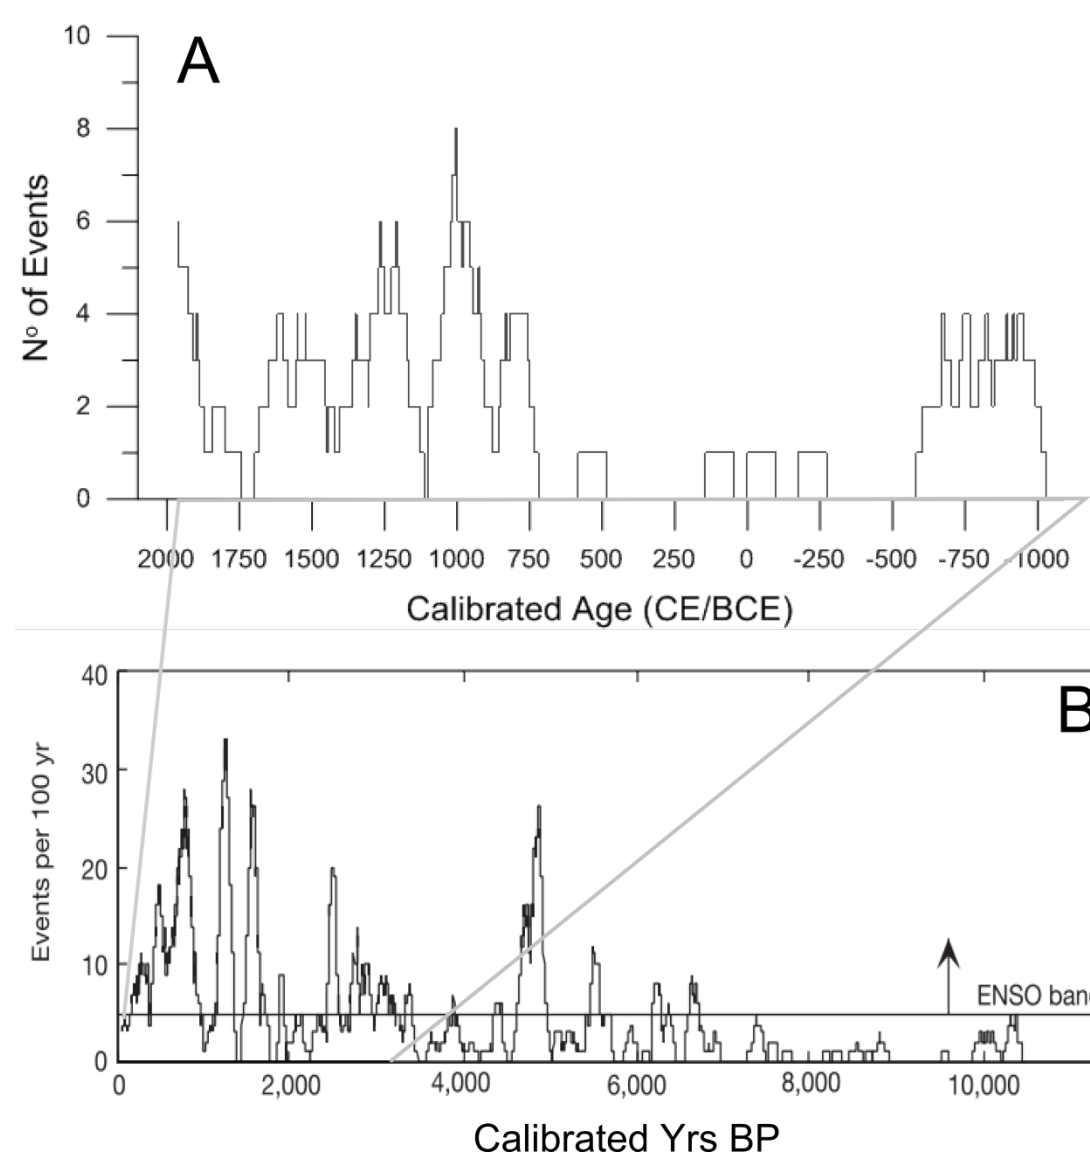 A
10
8
6
4
2
0
Nº of Events
2000 1750 1500 1250 1000 750 500 250 0 -250 -500 -750 -1000
Calibrated Age (CE/BCE)
B
40
30
20
10
0
Events per 100 yr
ENSO ban
0 2,000 4,000 6,000 8,000 10,000
Calibrated Yrs BP